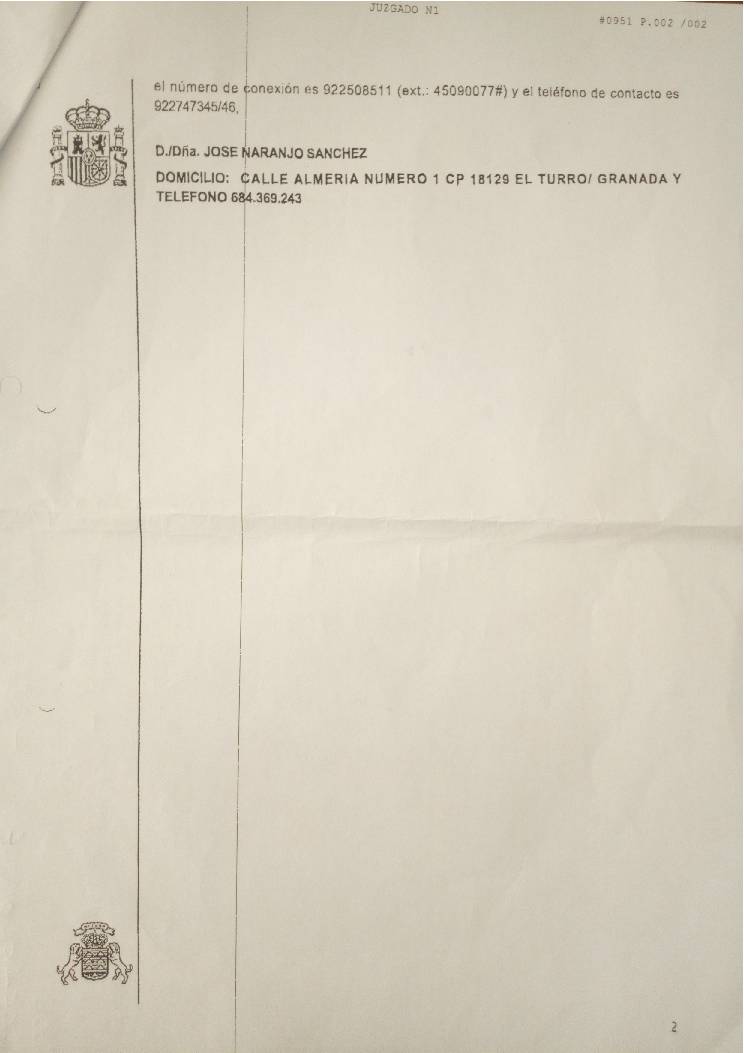 JUZGADO N1
#0951 P.002 /002
el número de conexión es 922508511 (ext.: 45090077#) y el teléfono de contacto es
922747345/46,
D./Dña. JOSE NARANJO SANCHEZ
DOMICILIO: CALLE ALMERIA NUMERO 1 CP 18129 EL TURRO/ GRANADA Y
TELEFONO 684.369.243
2